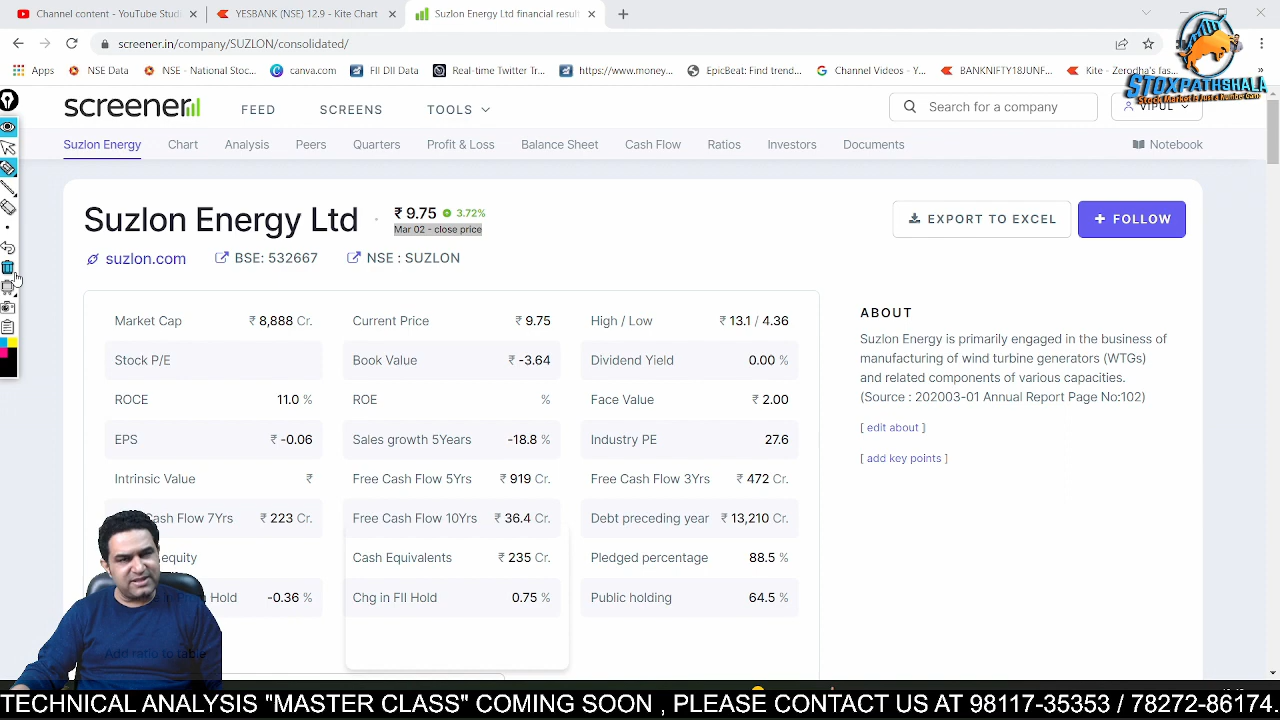 Channel content - YouTube Studi
YESBANK (NSE) 12.9 - Kite Chart
Suzlon Energy Ltd financial result
screener.in/company/SUZLON/consolidated/
Apps
NSE Data
NSE - National Stoc...
canva.com
FII DII Data
Real-Time Twitter Tr...
https://www.money...
EpicBeat: Find trend...
Channel Videos - Y...
BANKNIFTY18JUNF...
Kite - Zerodha's fas...
STOXPATHSHALA
Stock Market is Just a Number Game
screener
FEED
SCREENS
TOOLS
Search for a company
VIPUL
Suzlon Energy
Chart
Analysis
Peers
Quarters
Profit & Loss
Balance Sheet
Cash Flow
Ratios
Investors
Documents
Notebook
Suzlon Energy Ltd
₹ 9.75 3.72%
Mar 02 - close price
EXPORT TO EXCEL
+ FOLLOW
suzlon.com
BSE: 532667
NSE : SUZLON
Market Cap ₹ 8,888 Cr.
Current Price ₹ 9.75
High / Low ₹ 13.1 / 4.36
Stock P/E
Book Value ₹ -3.64
Dividend Yield 0.00 %
ROCE 11.0 %
ROE %
Face Value ₹ 2.00
EPS ₹ -0.06
Sales growth 5Years -18.8 %
Industry PE 27.6
Intrinsic Value ₹
Free Cash Flow 5Yrs ₹ 919 Cr.
Free Cash Flow 3Yrs ₹ 472 Cr.
Cash Flow 7Yrs ₹ 223 Cr.
Free Cash Flow 10Yrs ₹ 36.4 Cr.
Debt preceding year ₹ 13,210 Cr.
equity
Cash Equivalents ₹ 235 Cr.
Pledged percentage 88.5 %
Hold -0.36 %
Chg in FII Hold 0.75 %
Public holding 64.5 %
Add ratio to table
ABOUT
Suzlon Energy is primarily engaged in the business of
manufacturing of wind turbine generators (WTGs)
and related components of various capacities.
(Source : 202003-01 Annual Report Page No:102)
[ edit about ]
[ add key points ]
TECHNICAL ANALYSIS "MASTER CLASS" COMING SOON , PLEASE CONTACT US AT 98117-35353 / 78272-86174.